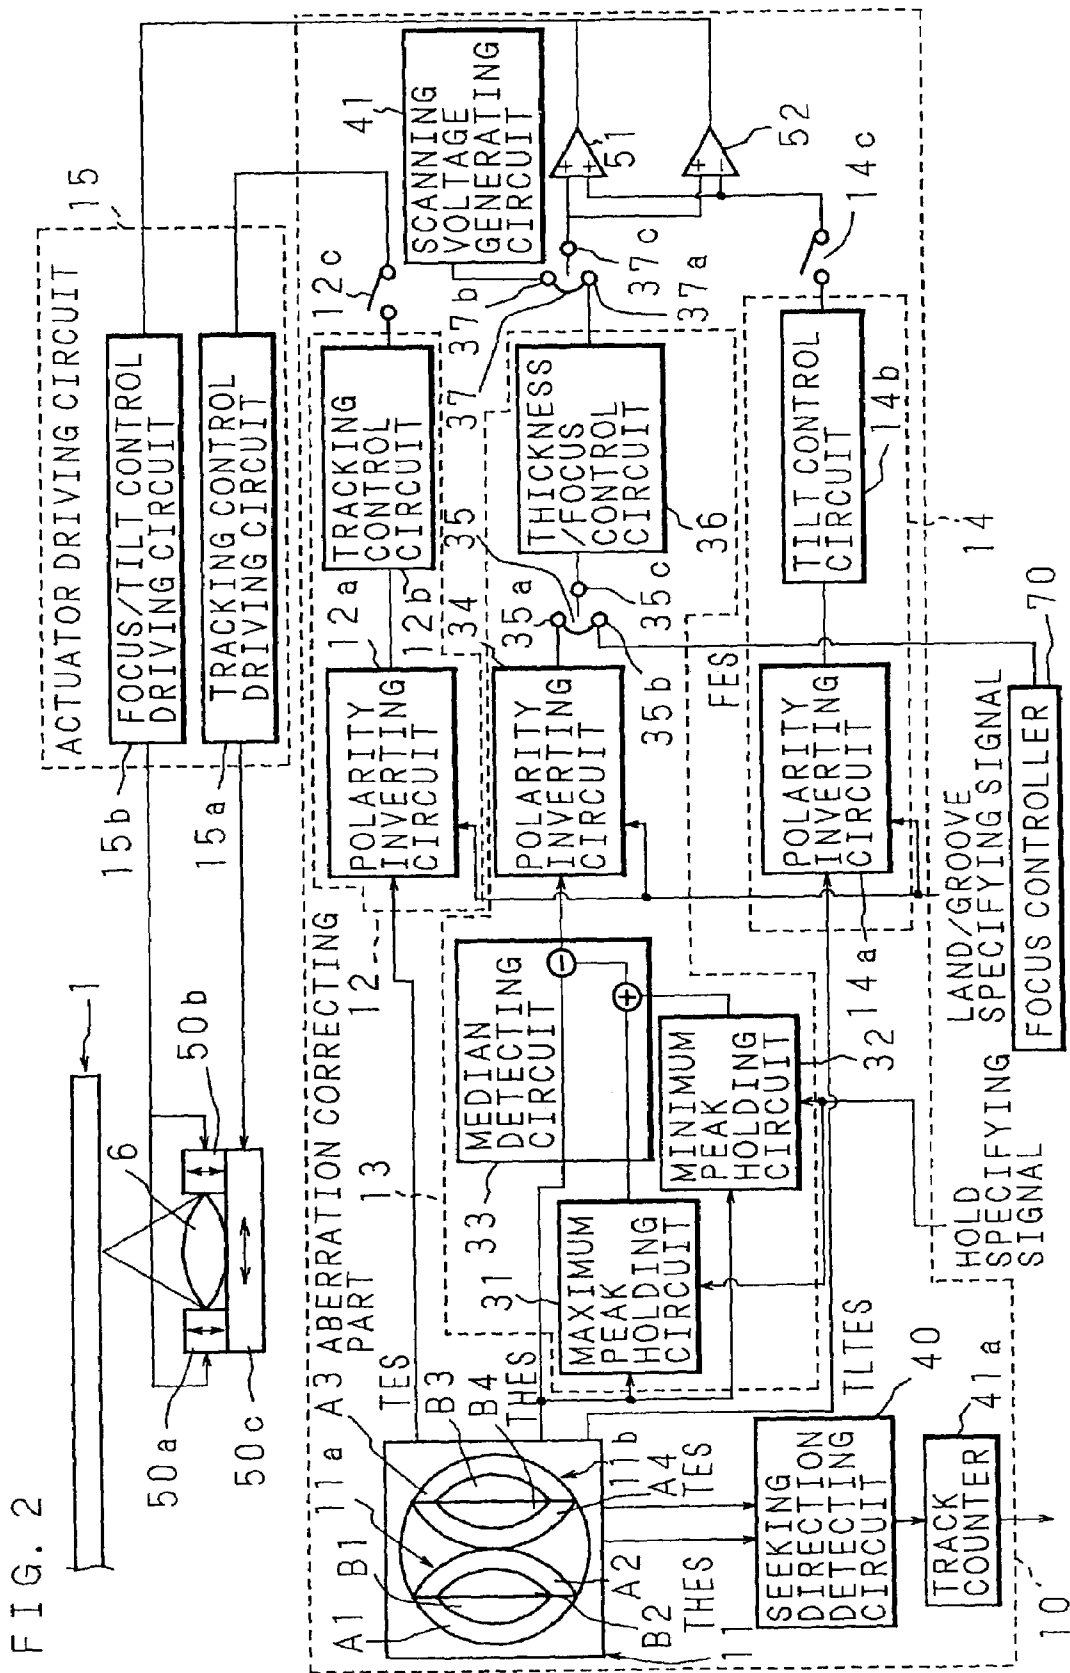 FIG. 2
1
6
50a
50b
50c
ACTUATOR DRIVING CIRCUIT
15
15b
FOCUS/TILT CONTROL
DRIVING CIRCUIT
15a
TRACKING CONTROL
DRIVING CIRCUIT
A3 ABERRATION CORRECTING
PART
12
POLARITY
INVERTING
CIRCUIT
12a
TRACKING
CONTROL
CIRCUIT
12b
12c
41
SCANNING
VOLTAGE
GENERATING
CIRCUIT
TES
13
33
MEDIAN
DETECTING
CIRCUIT
−
+
34
POLARITY
INVERTING
CIRCUIT
35
35a
35b
35c
THICKNESS
/FOCUS
CONTROL
CIRCUIT
36
37
37b
37c
37a
+
+
51
+
−
52
14c
11a
A1
B1
B3
B4
THES
11b
A4
A2
B2
11
THES
TES
31
MAXIMUM
PEAK
HOLDING
CIRCUIT
MINIMUM
PEAK
HOLDING
CIRCUIT
32
FES
14a
POLARITY
INVERTING
CIRCUIT
TILT CONTROL
CIRCUIT
14b
14
TLTES
SEEKING
DIRECTION
DETECTING
CIRCUIT
40
TRACK
COUNTER
41a
HOLD
SPECIFYING
SIGNAL
LAND/GROOVE
SPECIFYING SIGNAL
FOCUS CONTROLLER
70
10